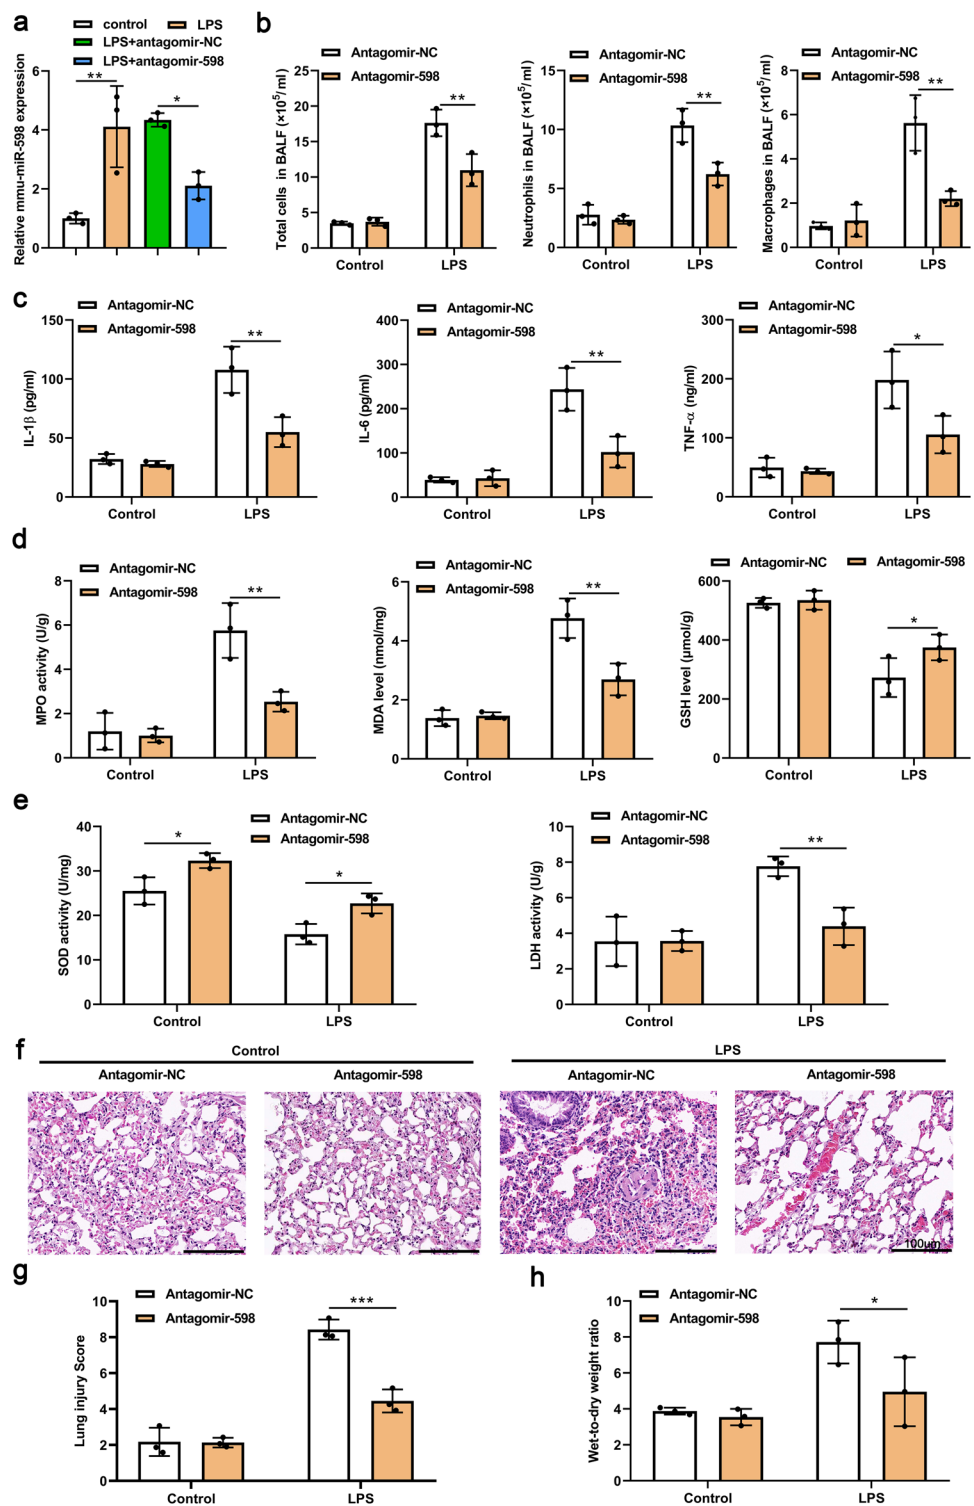 a
control LPS
LPS+antagomir-NC
LPS+antagomir-598
Relative mmu-miR-598 expression
6
4
2
0
** *
b
Antagomir-NC
Antagomir-598
Total cells in BALF (×10⁵/ml)
25
20
15
10
5
0
**
Control LPS
Antagomir-NC
Antagomir-598
Neutrophils in BALF (×10⁵/ml)
15
10
5
0
**
Control LPS
Antagomir-NC
Antagomir-598
Macrophages in BALF (×10⁵/ml)
8
6
4
2
0
**
Control LPS
c
Antagomir-NC
Antagomir-598
IL-1β (pg/ml)
150
100
50
0
**
Control LPS
Antagomir-NC
Antagomir-598
IL-6 (pg/ml)
400
300
200
100
0
**
Control LPS
Antagomir-NC
Antagomir-598
TNF-α (ng/ml)
300
200
100
0
*
Control LPS
d
Antagomir-NC
Antagomir-598
MPO activity (U/g)
8
6
4
2
0
**
Control LPS
Antagomir-NC
Antagomir-598
MDA level (nmol/mg)
6
4
2
0
**
Control LPS
Antagomir-NC Antagomir-598
GSH level (μmol/g)
600
400
200
0
*
Control LPS
e
Antagomir-NC
Antagomir-598
SOD activity (U/mg)
40
30
20
10
0
* *
Control LPS
Antagomir-NC
Antagomir-598
LDH activity (U/g)
10
8
6
4
2
0
**
Control LPS
f
Control LPS
Antagomir-NC Antagomir-598 Antagomir-NC Antagomir-598
100μm
g
Antagomir-NC
Antagomir-598
Lung injury Score
10
8
6
4
2
0
***
Control LPS
h
Antagomir-NC
Antagomir-598
Wet-to-dry weight ratio
10
8
6
4
2
0
*
Control LPS